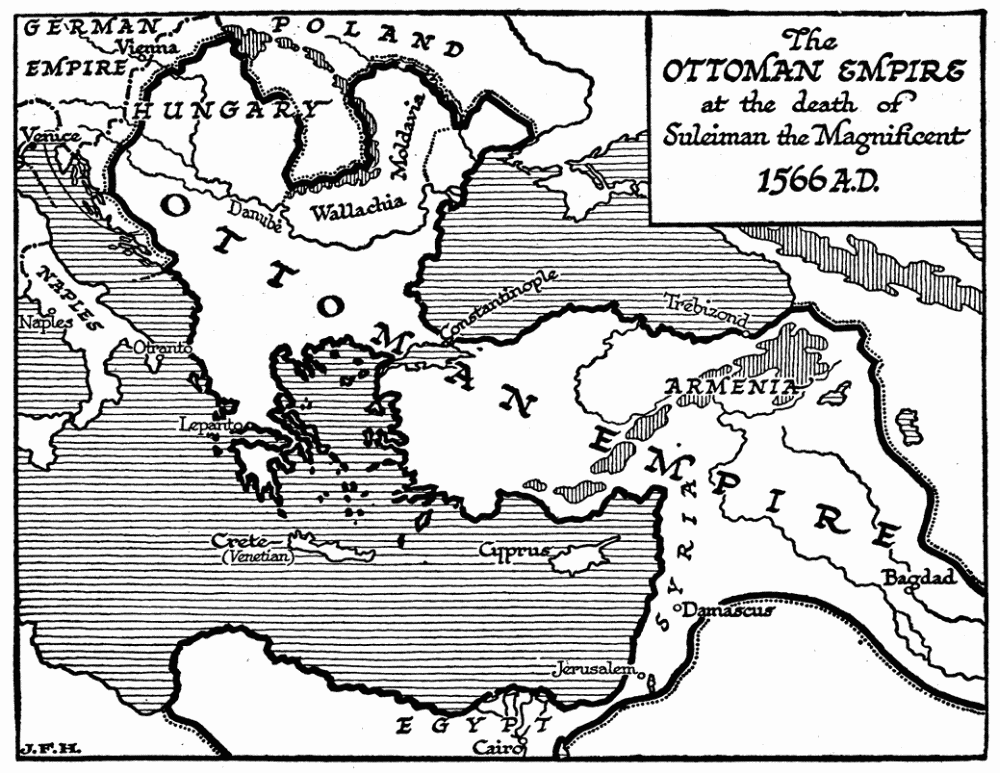 The
OTTOMAN EMPIRE
at the death of
Suleiman the Magnificent
1566 A.D.
GERMAN
EMPIRE
Vienna
POLAND
HUNGARY
Venice
Moldavia
Danube
Wallachia
OTTOMAN EMPIRE
NAPLES
Naples
Otranto
Constantinople
Trebizond
ARMENIA
Lepanto
Crete
(Venetian)
Cyprus
SYRIA
Bagdad
Damascus
Jerusalem
EGYPT
Cairo
J.F.H.